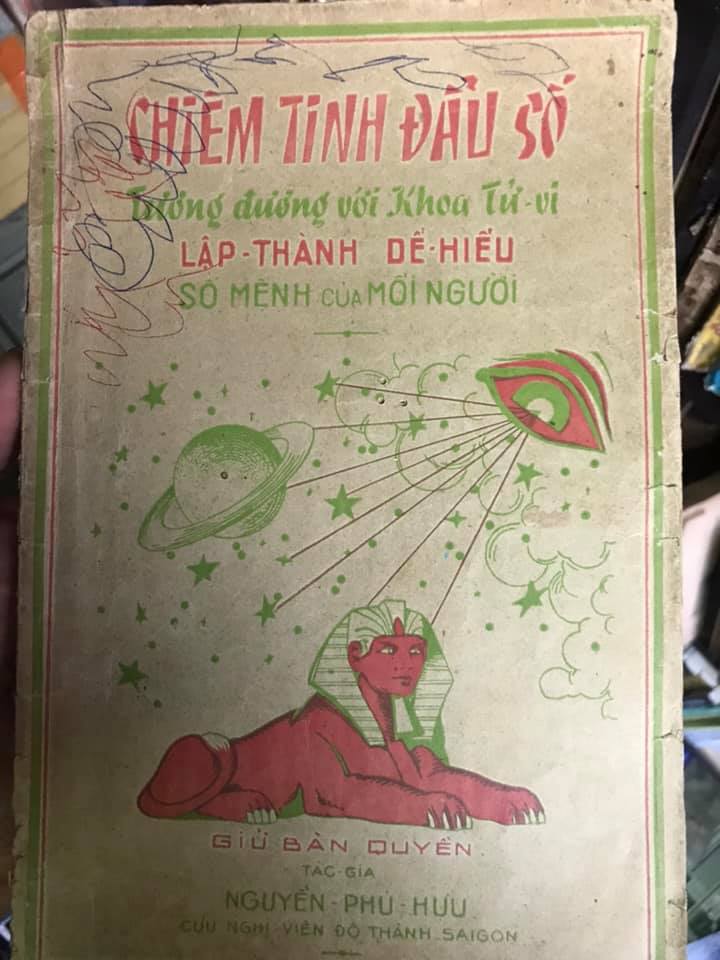 CHIÊM TINH ĐẨU SỐ
Tương đương với Khoa Tử-vi
LẬP-THÀNH DỄ-HIỂU
SỐ MỆNH CỦA MỖI NGƯỜI
GIỮ BẢN QUYỀN
TÁC-GIA
NGUYỄN-PHÚ-HỰU
CỰU NGHỊ-VIÊN ĐÔ THÀNH SAIGON